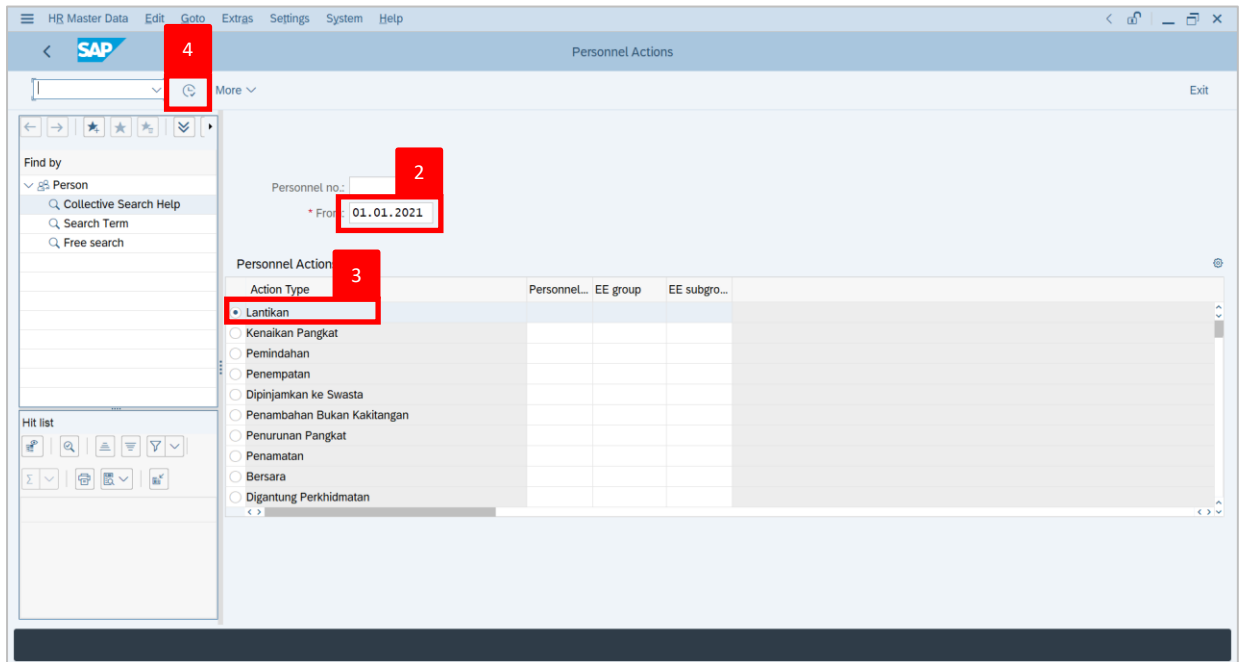 HR Master Data Edit Goto Extras Settings System Help
SAP 4 Personnel Actions
More Exit
Find by
Person
Collective Search Help
Search Term
Free search
2
Personnel no.:
* From: 01.01.2021
Personnel Action
3
Action Type Personnel... EE group EE subgro...
Lantikan
Kenaikan Pangkat
Pemindahan
Penempatan
Dipinjamkan ke Swasta
Penambahan Bukan Kakitangan
Penurunan Pangkat
Penamatan
Bersara
Digantung Perkhidmatan
Hit list